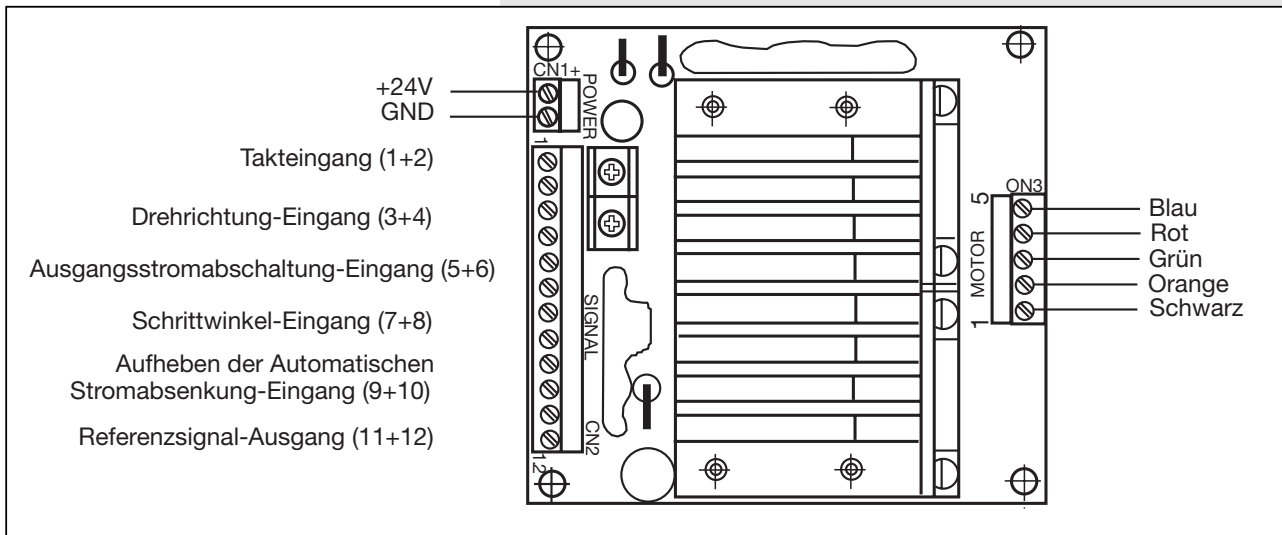 CN1+
+24V
GND
POWER
1
Takteingang (1+2)
Drehrichtung-Eingang (3+4)
Ausgangsstromabschaltung-Eingang (5+6)
Schrittwinkel-Eingang (7+8)
Aufheben der Automatischen
Stromabsenkung-Eingang (9+10)
Referenzsignal-Ausgang (11+12)
SIGNAL
CN2
12
ON3
5
MOTOR
1
Blau
Rot
Grün
Orange
Schwarz